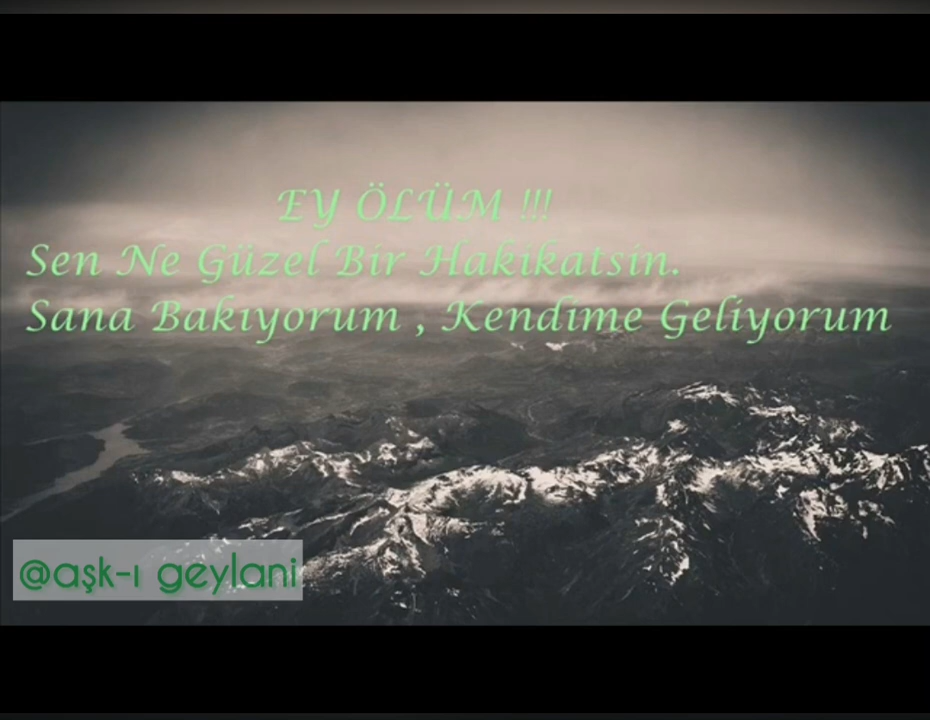 EY ÖLÜM !!!
Sen Ne Güzel Bir Hakikatsin.
Sana Bakıyorum , Kendime Geliyorum
@aşk-ı geylani